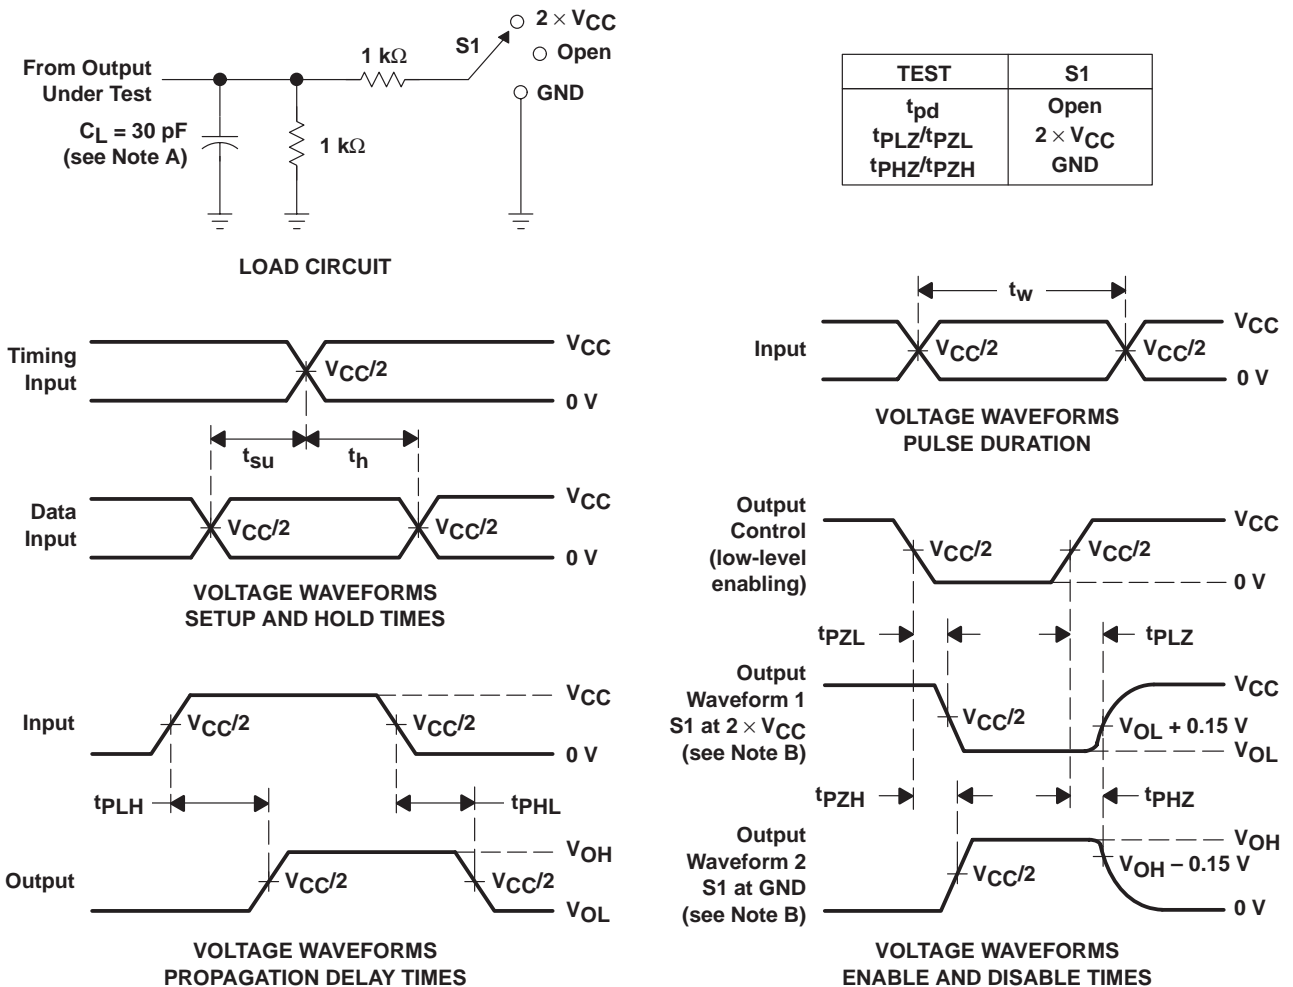 2 × VCC
S1
Open
GND
1 kΩ
From Output
Under Test
CL = 30 pF
(see Note A)
1 kΩ
LOAD CIRCUIT
TEST S1
tpd Open
tPLZ/tPZL 2 × VCC
tPHZ/tPZH GND
Timing
Input
VCC/2
VCC
0 V
tsu
th
Data
Input
VCC/2
VCC/2
VCC
0 V
VOLTAGE WAVEFORMS
SETUP AND HOLD TIMES
tw
Input
VCC/2
VCC/2
VCC
0 V
VOLTAGE WAVEFORMS
PULSE DURATION
Input
VCC/2
VCC/2
VCC
0 V
tPLH
tPHL
Output
VCC/2
VCC/2
VOH
VOL
VOLTAGE WAVEFORMS
PROPAGATION DELAY TIMES
Output
Control
(low-level
enabling)
VCC/2
VCC/2
VCC
0 V
tPZL
tPLZ
Output
Waveform 1
S1 at 2 × VCC
(see Note B)
VCC/2
VCC
VOL + 0.15 V
VOL
tPZH
tPHZ
Output
Waveform 2
S1 at GND
(see Note B)
VCC/2
VOH
VOH − 0.15 V
0 V
VOLTAGE WAVEFORMS
ENABLE AND DISABLE TIMES